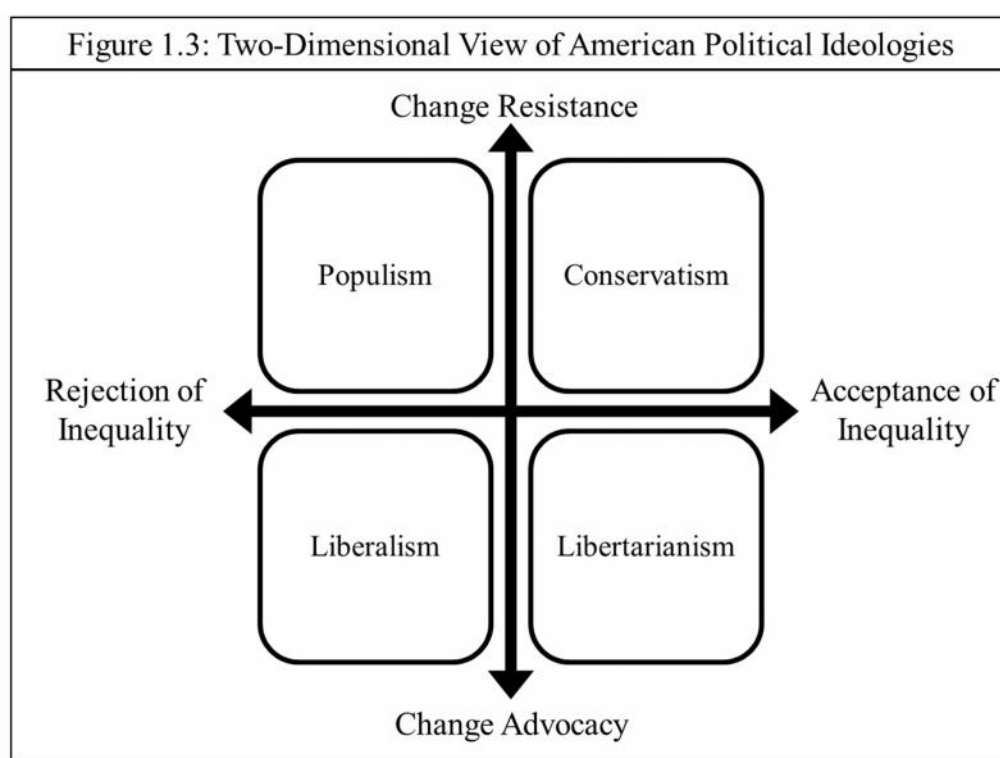 Figure 1.3: Two-Dimensional View of American Political Ideologies
Change Resistance
Populism
Conservatism
Rejection of
Inequality
Acceptance of
Inequality
Liberalism
Libertarianism
Change Advocacy